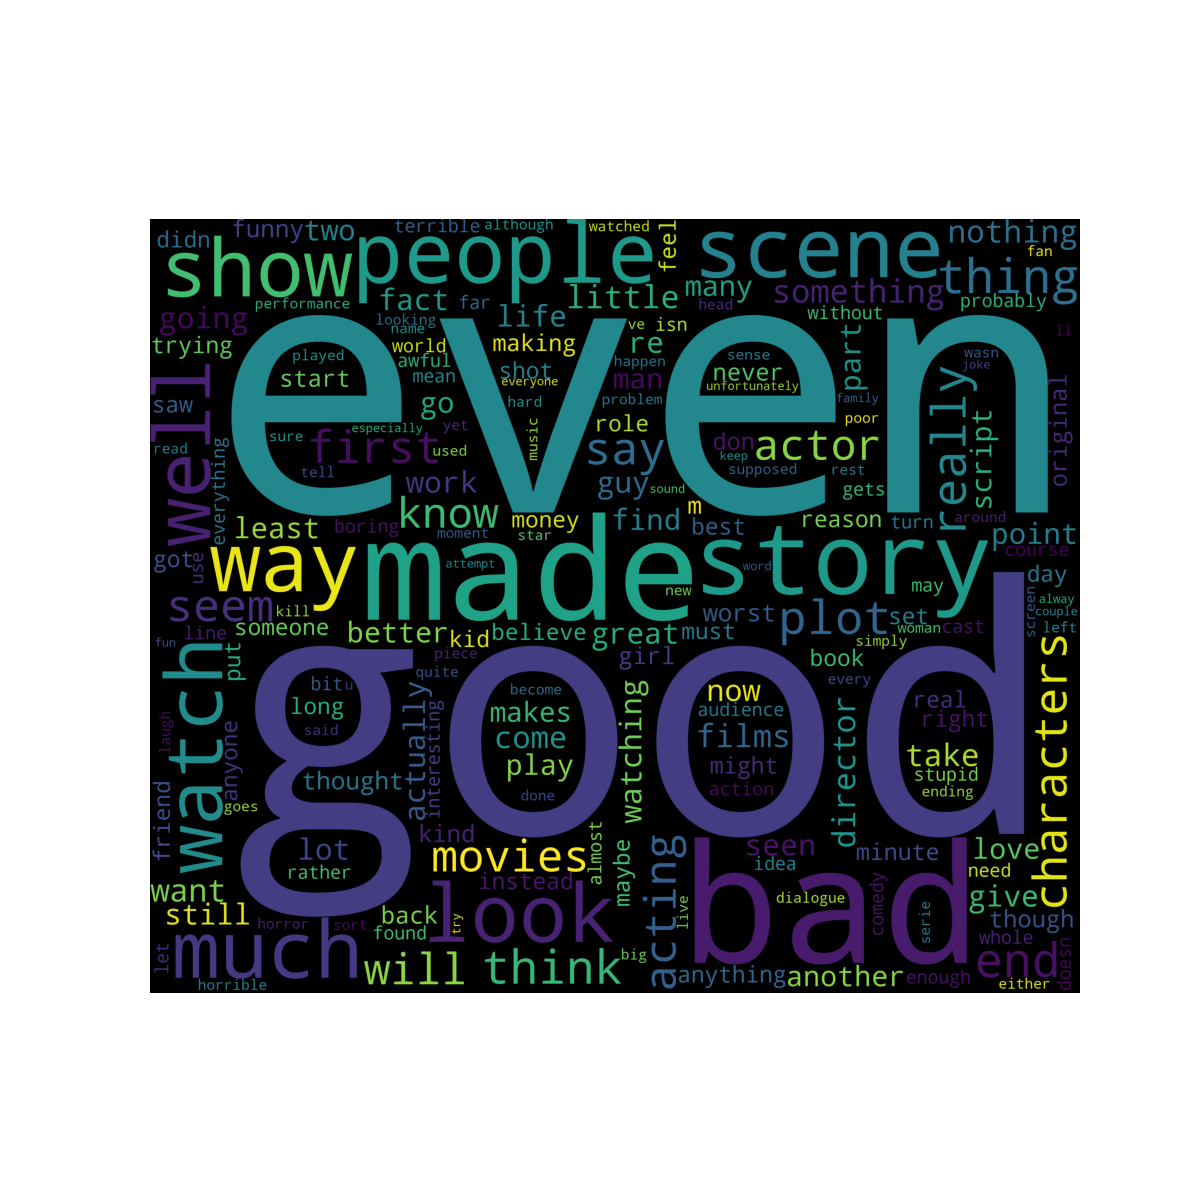 didn
funny
two
terrible
although
watched
feel
scene
nothing
fan
show
people
thing
performance
fact
far
little
many
something
probably
going
looking
life
head
without
trying
name
world
making
ve
isn
re
part
wasn
ll
even
played
start
awful
mean
shot
everyone
happen
man
problem
sense
never
unfortunately
family
joke
well
saw
go
hard
role
poor
really
original
sure
especially
yet
music
say
don
actor
keep
script
read
everything
first
tell
used
supposed
rest
work
guy
sound
gets
know
m
least
boring
moment
money
star
find
best
reason
turn
around
point
got
use
way
made
attempt
story
word
course
new
may
day
seem
kill
worst
plot
set
screen
alway
couple
line
someone
better
kid
believe
great
must
simply
woman
cast
left
fun
put
piece
quite
girl
book
every
watch
good
bit
u
long
said
actually
interesting
become
makes
come
play
done
watching
now
audience
films
might
action
director
real
right
take
stupid
ending
characters
laugh
anyone
goes
thought
friend
lot
rather
kind
movies
almost
maybe
acting
seen
idea
minute
love
need
want
still
instead
look
bad
dialogue
comedy
give
though
horror
sort
back
found
try
live
serie
whole
let
much
horrible
will
think
big
anything
another
enough
end
either
doesn